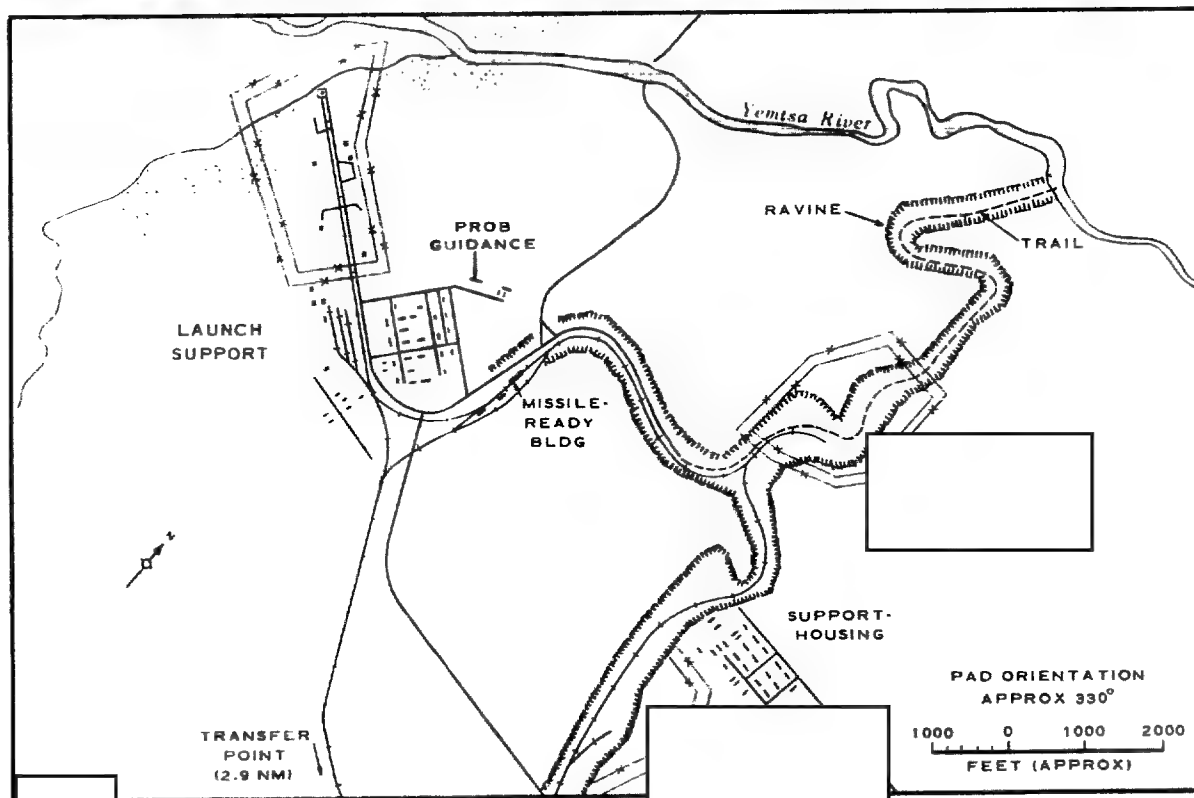 Yemtsa River
RAVINE
TRAIL
PROB
GUIDANCE
LAUNCH
SUPPORT
MISSILE-
READY
BLDG
N
SUPPORT-
HOUSING
PAD ORIENTATION
APPROX 330°
1000 0 1000 2000
FEET (APPROX)
TRANSFER
POINT
(2.9 NM)